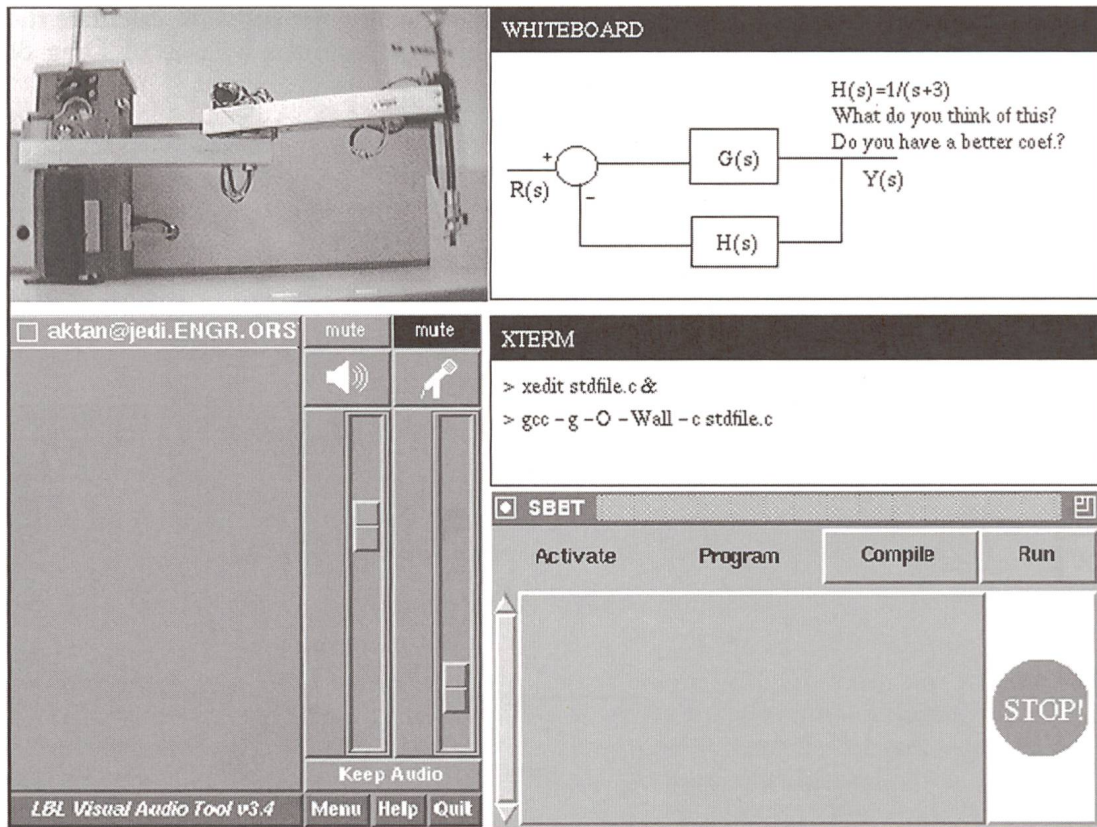 WHITEBOARD
H(s)=1/(s+3)
What do you think of this?
Do you have a better coef.?
+
G(s)
R(s)
Y(s)
−
H(s)
aktan@jedi.ENGR.ORS
mute
mute
XTERM
> xedit stdfile.c &
> gcc -g -O -Wall -c stdfile.c
SBBT
Activate
Program
Compile
Run
STOP!
Keep Audio
LBL Visual Audio Tool v3.4
Menu
Help
Quit